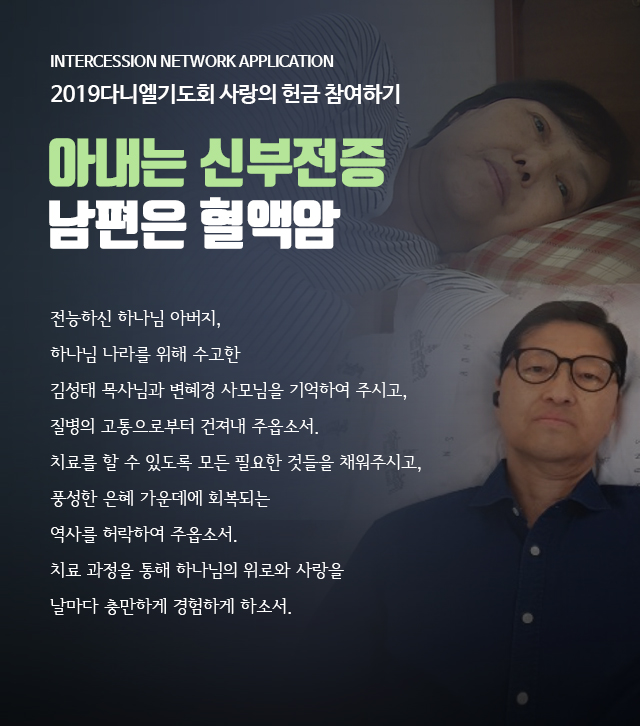 INTERCESSION NETWORK APPLICATION
2019다니엘기도회 사랑의 헌금 참여하기
아내는 신부전증
남편은 혈액암
전능하신 하나님 아버지,
하나님 나라를 위해 수고한
김성태 목사님과 변혜경 사모님을 기억하여 주시고,
질병의 고통으로부터 건져내 주옵소서.
치료를 할 수 있도록 모든 필요한 것들을 채워주시고,
풍성한 은혜 가운데에 회복되는
역사를 허락하여 주옵소서.
치료 과정을 통해 하나님의 위로와 사랑을
날마다 충만하게 경험하게 하소서.